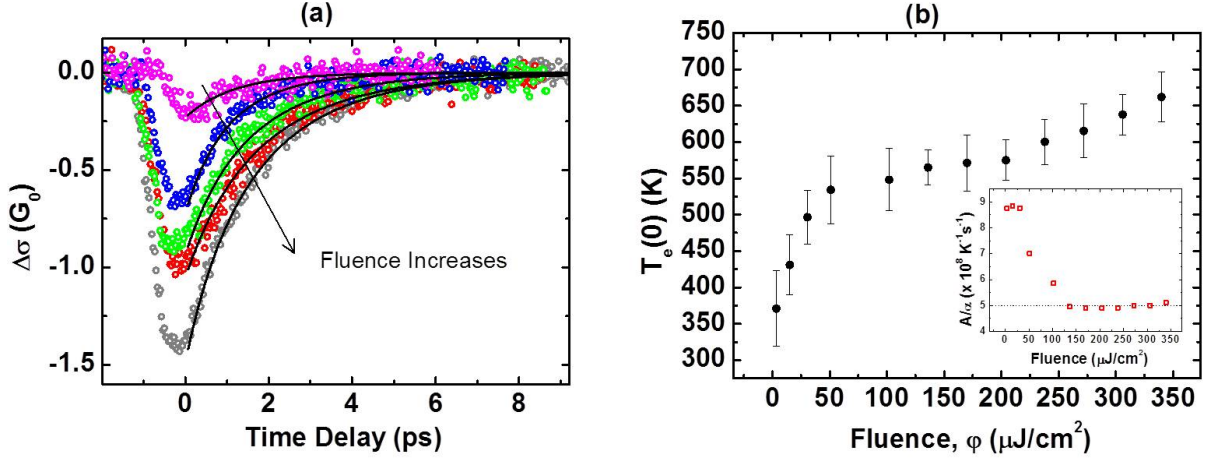 (a)
0.0
-0.5
-1.0
-1.5
Δσ (G₀)
Fluence Increases
0 2 4 6 8
Time Delay (ps)
(b)
750
700
650
600
550
500
450
400
350
300
Tₑ(0) (K)
0 50 100 150 200 250 300 350
Fluence, φ (μJ/cm²)
9
8
7
6
5
4
A/α (x 10⁸ K⁻¹s⁻¹)
0 50 100 150 200 250 300 350
Fluence (μJ/cm²)